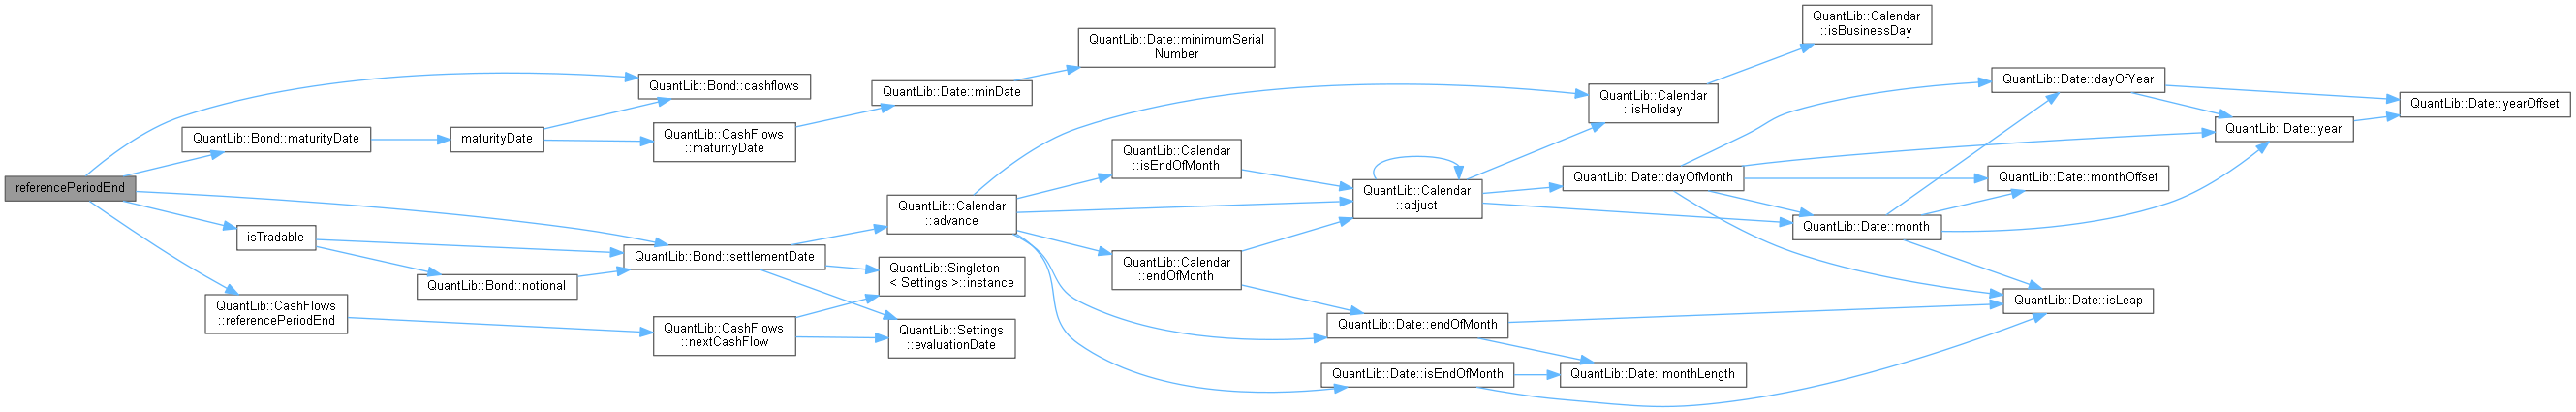 referencePeriodEnd
QuantLib::Bond::maturityDate
isTradable
QuantLib::CashFlows
::referencePeriodEnd
maturityDate
QuantLib::Bond::notional
QuantLib::Bond::cashflows
QuantLib::CashFlows
::maturityDate
QuantLib::Bond::settlementDate
QuantLib::CashFlows
::nextCashFlow
QuantLib::Date::minDate
QuantLib::Calendar
::advance
QuantLib::Singleton
< Settings >::instance
QuantLib::Settings
::evaluationDate
QuantLib::Date::minimumSerial
Number
QuantLib::Calendar
::isEndOfMonth
QuantLib::Calendar
::endOfMonth
QuantLib::Calendar
::adjust
QuantLib::Date::endOfMonth
QuantLib::Date::isEndOfMonth
QuantLib::Calendar
::isHoliday
QuantLib::Date::dayOfMonth
QuantLib::Date::monthLength
QuantLib::Calendar
::isBusinessDay
QuantLib::Date::month
QuantLib::Date::dayOfYear
QuantLib::Date::monthOffset
QuantLib::Date::isLeap
QuantLib::Date::year
QuantLib::Date::yearOffset